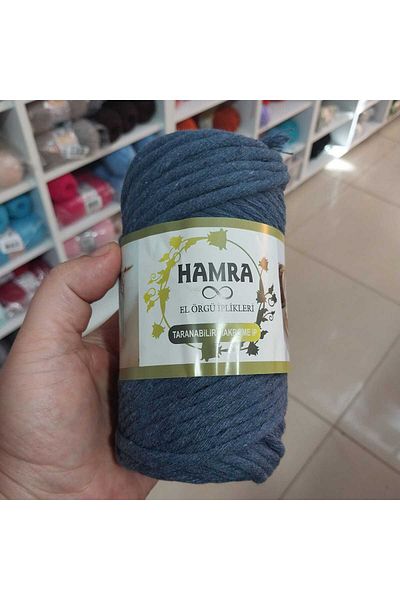 HAMRA
EL ÖRGÜ İPLİKLERİ
TARANABİLİR MAKROME İP